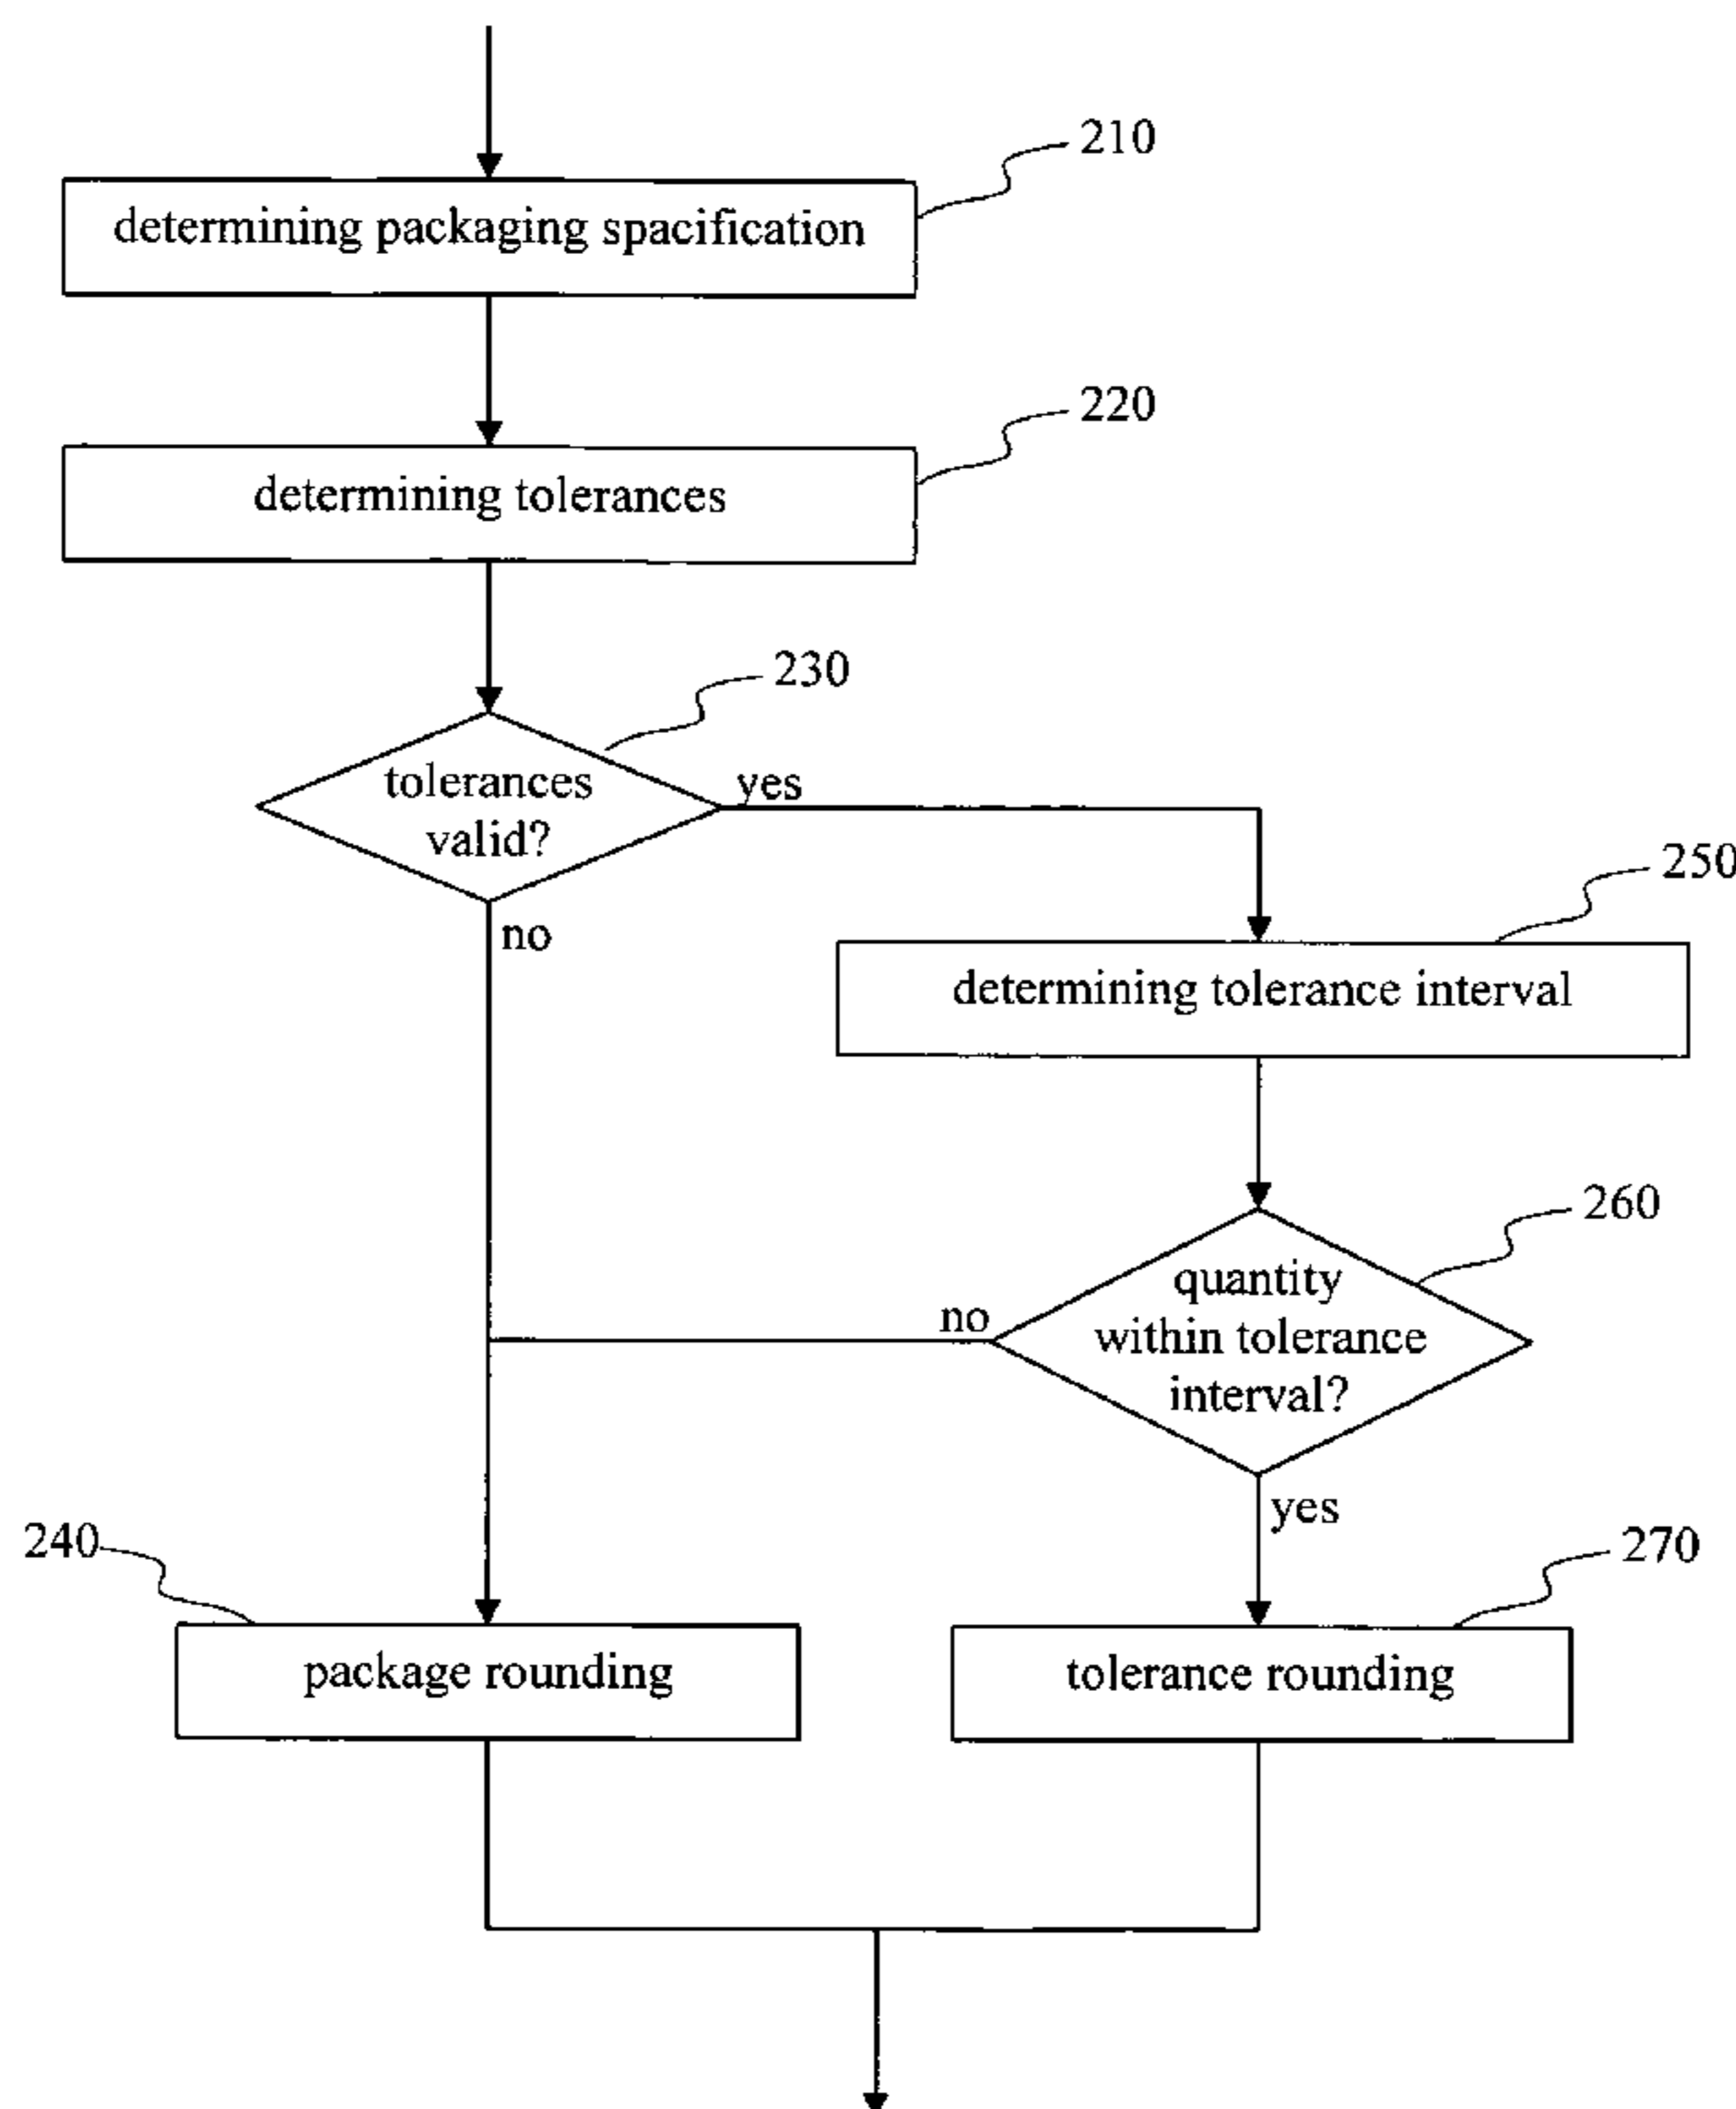 210
determining packaging spacification
220
determining tolerances
230
tolerances
valid?
yes
no
250
determining tolerance interval
260
quantity
within tolerance
interval?
no
yes
240
package rounding
270
tolerance rounding